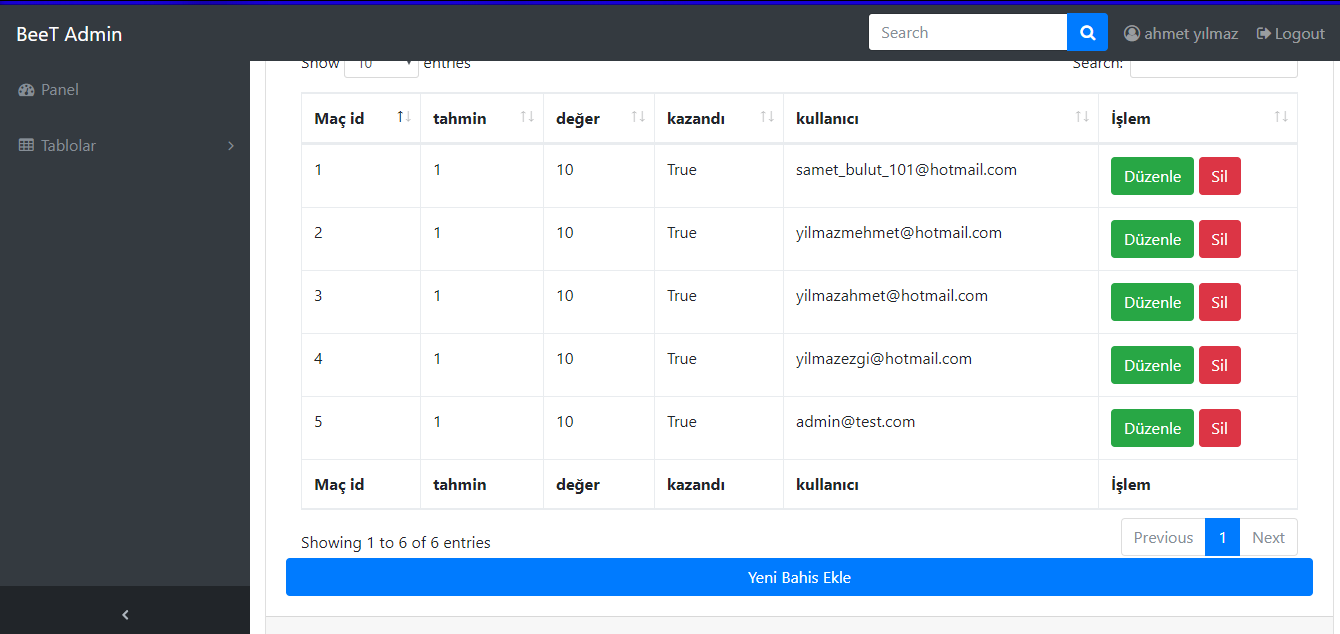 BeeT Admin
Search
ahmet yılmaz
Logout
Panel
Tablolar
Show 10 entries
Search:
Maç id tahmin değer kazandı kullanıcı İşlem
1 1 10 True samet_bulut_101@hotmail.com Düzenle Sil
2 1 10 True yilmazmehmet@hotmail.com Düzenle Sil
3 1 10 True yilmazahmet@hotmail.com Düzenle Sil
4 1 10 True yilmazezgi@hotmail.com Düzenle Sil
5 1 10 True admin@test.com Düzenle Sil
Maç id tahmin değer kazandı kullanıcı İşlem
Showing 1 to 6 of 6 entries
Previous 1 Next
Yeni Bahis Ekle